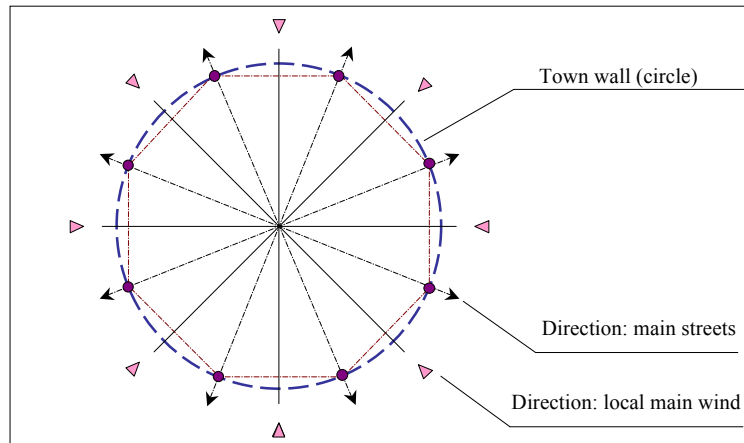 Town wall (circle)
Direction: main streets
Direction: local main wind